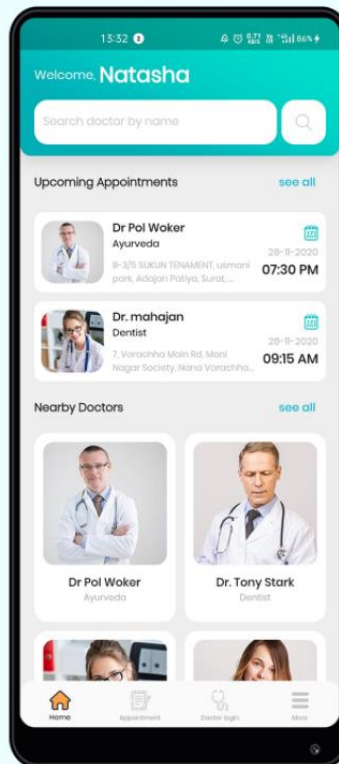 13:32
86%
Welcome, Natasha
Search doctor by name
Upcoming Appointments see all
Dr Pol Woker
Ayurveda
B-3/5 SUKUN TENAMENT, usmani
park, Adajan Patiya, Surat, ...
28-11-2020
07:30 PM
Dr. mahajan
Dentist
7, Varachha Main Rd, Mani
Nagar Society, Nana Varachha...
28-11-2020
09:15 AM
Nearby Doctors see all
Dr Pol Woker
Ayurveda
Dr. Tony Stark
Dentist
Home Appointment Doctor login More